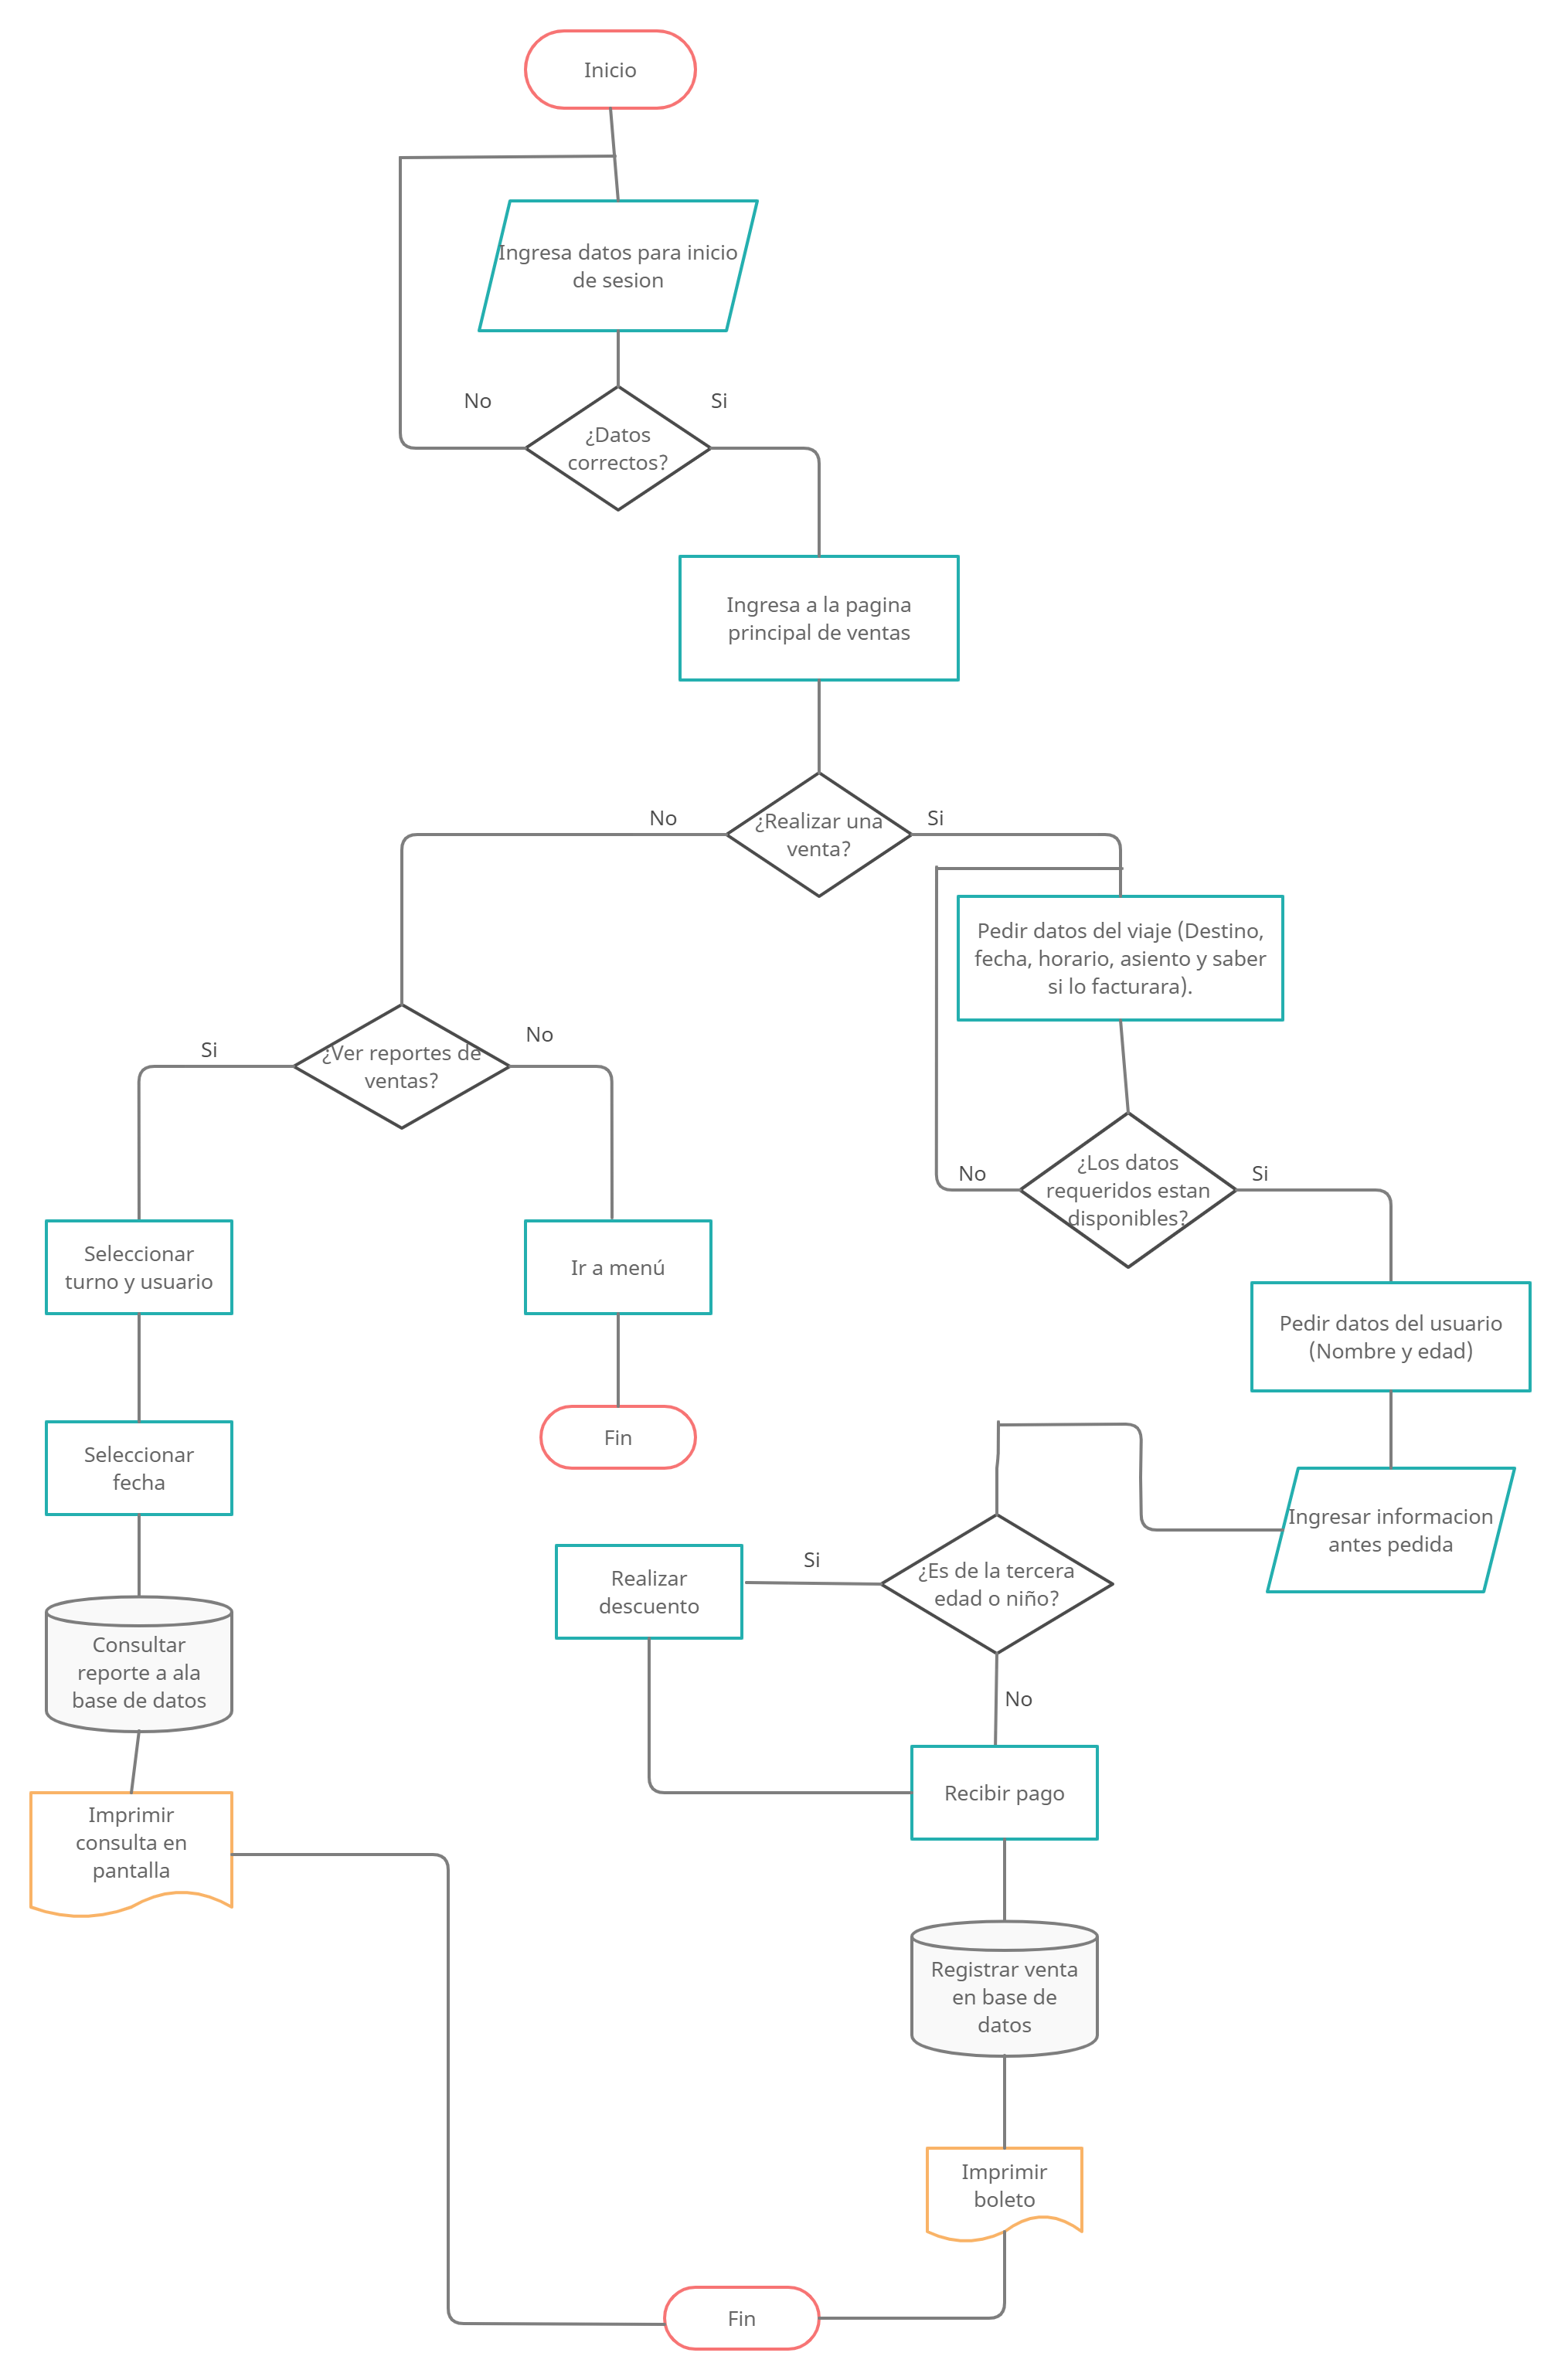 Inicio
Ingresa datos para inicio
de sesion
No
Si
¿Datos
correctos?
Ingresa a la pagina
principal de ventas
No
¿Realizar una
venta?
Si
Pedir datos del viaje (Destino,
fecha, horario, asiento y saber
si lo facturara).
Si
¿Ver reportes de
ventas?
No
No
¿Los datos
requeridos estan
disponibles?
Si
Seleccionar
turno y usuario
Ir a menú
Pedir datos del usuario
(Nombre y edad)
Seleccionar
fecha
Fin
Ingresar informacion
antes pedida
Realizar
descuento
Si
¿Es de la tercera
edad o niño?
No
Consultar
reporte a ala
base de datos
Recibir pago
Imprimir
consulta en
pantalla
Registrar venta
en base de
datos
Imprimir
boleto
Fin